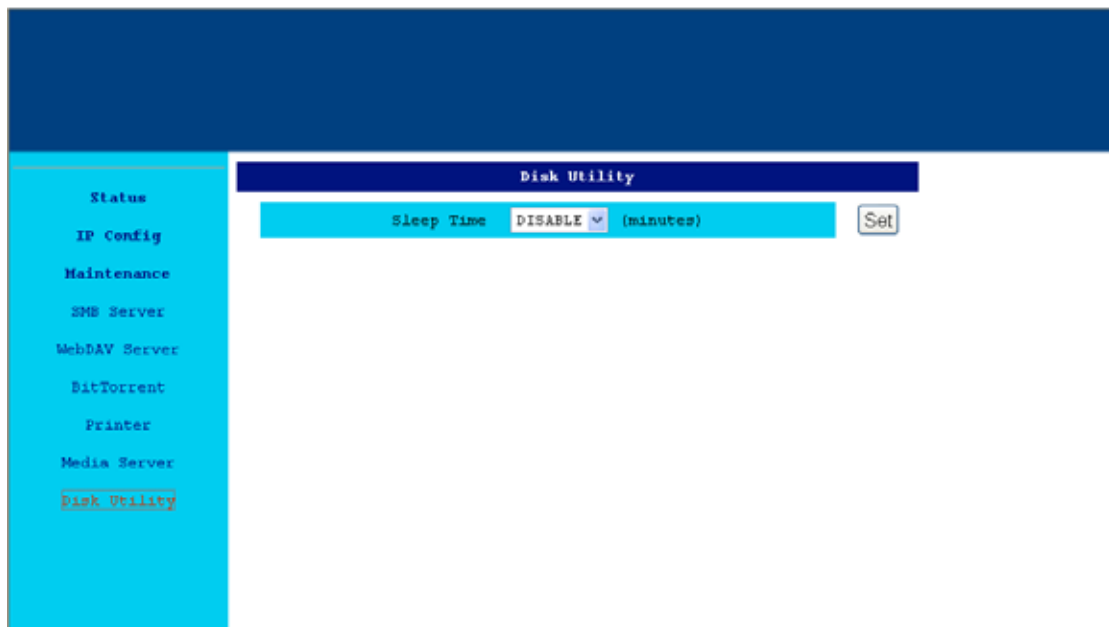 Status
IP Config
Maintenance
SMB Server
WebDAV Server
BitTorrent
Printer
Media Server
Disk Utility
Disk Utility
Sleep Time DISABLE (minutes) Set